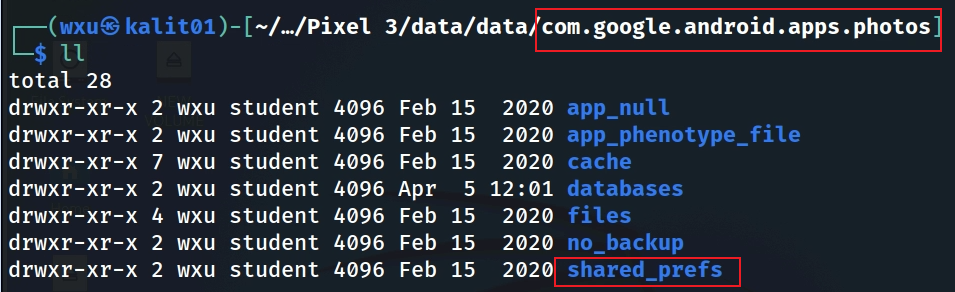 (wxu㉿kalit01)-[~/…/Pixel 3/data/data/com.google.android.apps.photos]
$ ll
total 28
drwxr-xr-x 2 wxu student 4096 Feb 15  2020 app_null
drwxr-xr-x 2 wxu student 4096 Feb 15  2020 app_phenotype_file
drwxr-xr-x 7 wxu student 4096 Feb 15  2020 cache
drwxr-xr-x 2 wxu student 4096 Apr  5 12:01 databases
drwxr-xr-x 4 wxu student 4096 Feb 15  2020 files
drwxr-xr-x 2 wxu student 4096 Feb 15  2020 no_backup
drwxr-xr-x 2 wxu student 4096 Feb 15  2020 shared_prefs